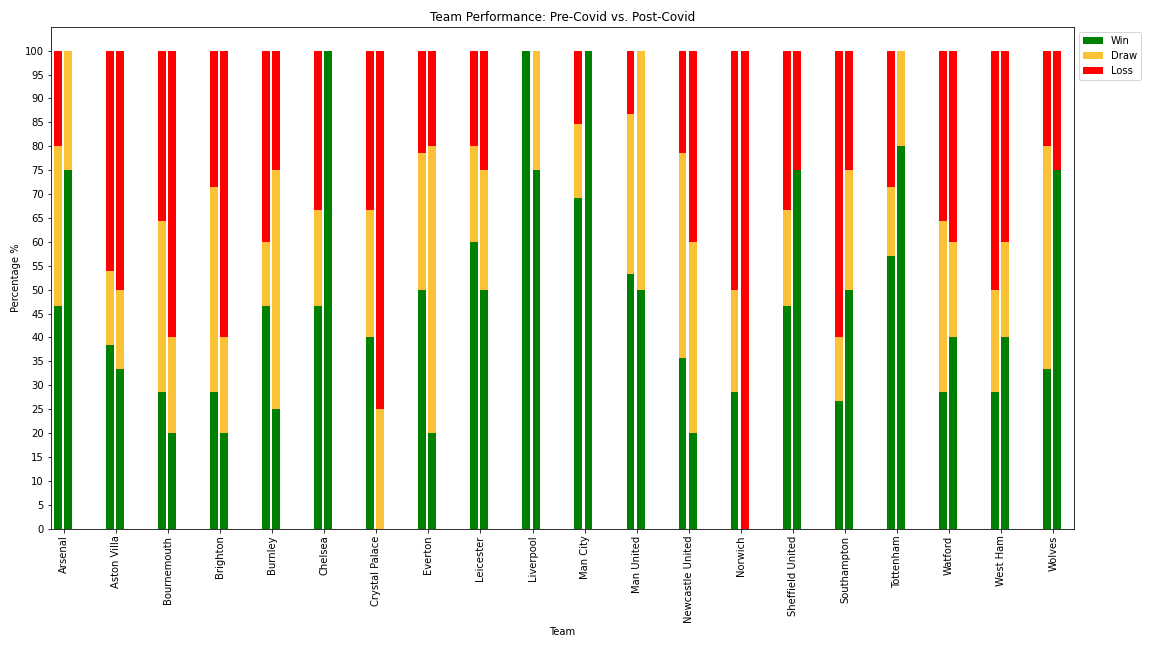 Team Performance: Pre-Covid vs. Post-Covid
Win
Draw
Loss
100
95
90
85
80
75
70
65
60
55
50
45
40
35
30
25
20
15
10
5
0
Percentage %
Arsenal
Aston Villa
Bournemouth
Brighton
Burnley
Chelsea
Crystal Palace
Everton
Leicester
Liverpool
Man City
Man United
Newcastle United
Norwich
Sheffield United
Southampton
Tottenham
Watford
West Ham
Wolves
Team